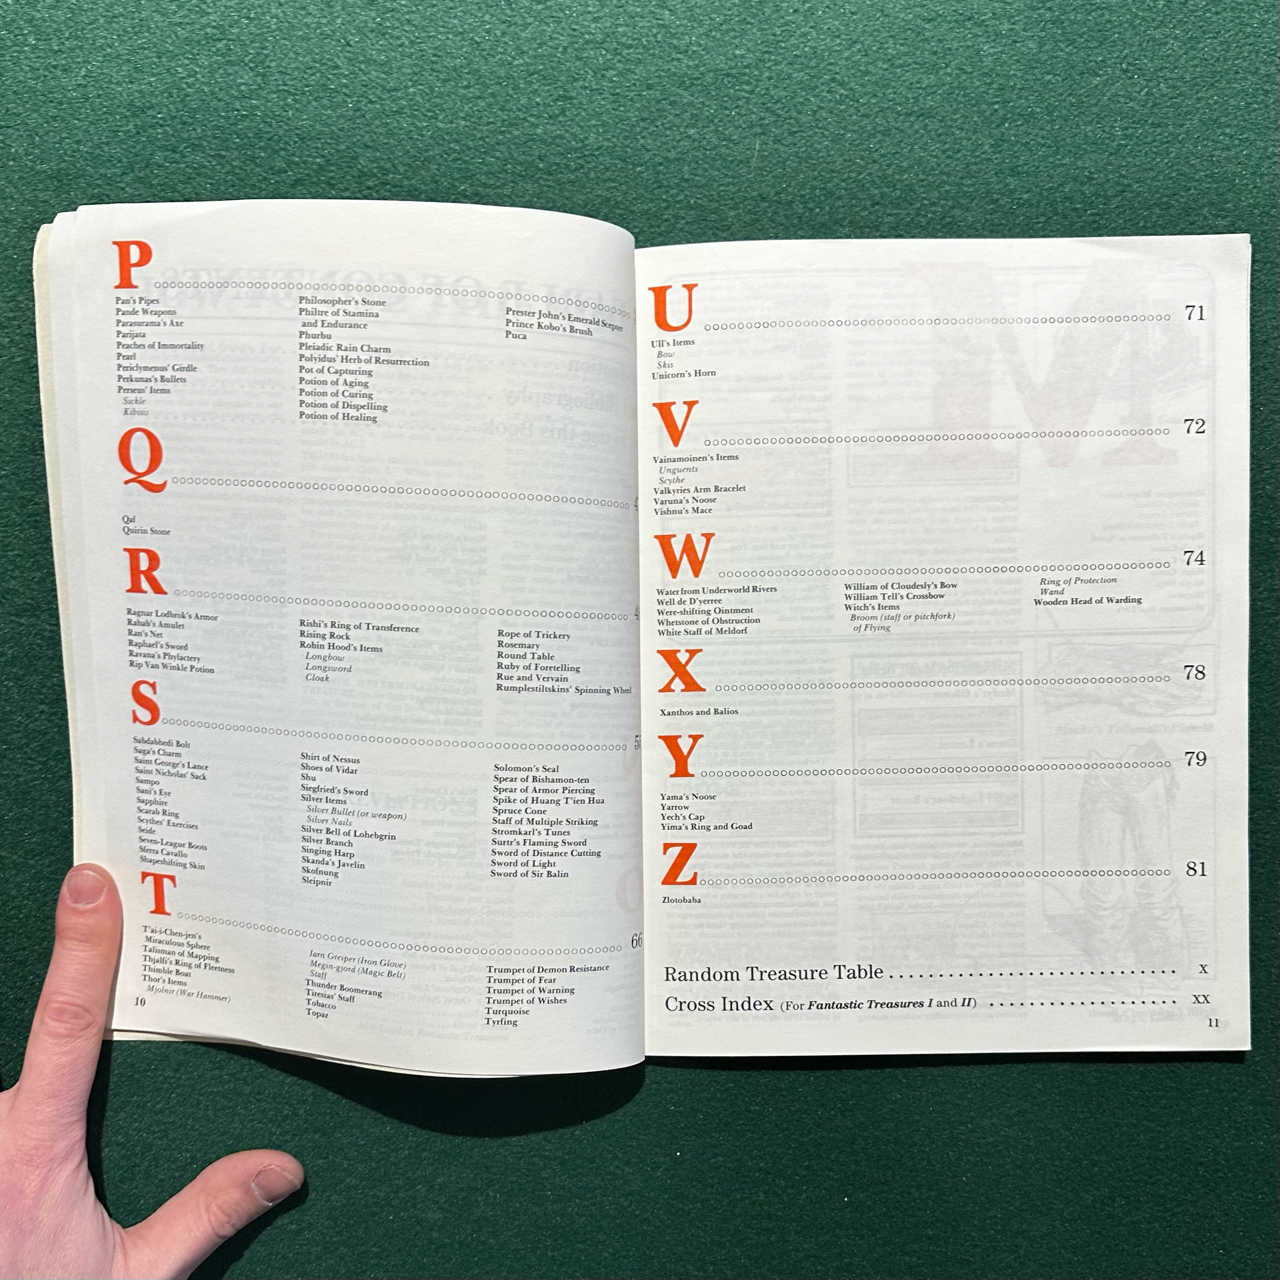 P
Pan's Pipes
Pande Weapons
Parasurama's Axe
Parijata
Peaches of Immortality
Pearl
Periclymenus' Girdle
Perkunas's Bullets
Perseus' Items
Sickle
Kibisis
Philosopher's Stone
Philtre of Stamina
and Endurance
Phurbu
Pleiadic Rain Charm
Polyidus' Herb of Resurrection
Pot of Capturing
Potion of Aging
Potion of Curing
Potion of Dispelling
Potion of Healing
Prester John's Emerald Scepter
Prince Kobo's Brush
Puca
Q
Qaf
Quirin Stone
R
Ragnar Lodbrok's Armor
Rahab's Amulet
Ran's Net
Raphael's Sword
Ravana's Phylactery
Rip Van Winkle Potion
Rishi's Ring of Transference
Rising Rock
Robin Hood's Items
Longbow
Longsword
Cloak
Rope of Trickery
Rosemary
Round Table
Ruby of Foretelling
Rue and Vervain
Rumplestiltskins' Spinning Wheel
S
Sabdabhedi Bolt
Saga's Charm
Saint George's Lance
Saint Nicholas' Sack
Sampo
Sani's Eye
Sapphire
Scarab Ring
Scythes' Exercises
Seide
Seven-League Boots
Sferra Cavallo
Shapeshifting Skin
Shirt of Nessus
Shoes of Vidar
Shu
Siegfried's Sword
Silver Items
Silver Bullet (or weapon)
Silver Nails
Silver Bell of Lohebgrin
Silver Branch
Singing Harp
Skanda's Javelin
Skofnung
Sleipnir
Solomon's Seal
Spear of Bishamon-ten
Spear of Armor Piercing
Spike of Huang T'ien Hua
Spruce Cone
Staff of Multiple Striking
Stromkarl's Tunes
Surtr's Flaming Sword
Sword of Distance Cutting
Sword of Light
Sword of Sir Balin
T 66
T'ai-i-Chen-jen's
Miraculous Sphere
Talisman of Mapping
Thjalfi's Ring of Fleetness
Thimble Boat
Thor's Items
Mjolnir (War Hammer)
Iarn Greiper (Iron Glove)
Megin-gjord (Magic Belt)
Staff
Thunder Boomerang
Tiresias' Staff
Tobacco
Topaz
Trumpet of Demon Resistance
Trumpet of Fear
Trumpet of Warning
Trumpet of Wishes
Turquoise
Tyrfing
10
U 71
Ull's Items
Bow
Skis
Unicorn's Horn
V 72
Vainamoinen's Items
Unguents
Scythe
Valkyries Arm Bracelet
Varuna's Noose
Vishnu's Mace
W 74
Water from Underworld Rivers
Well de D'yerree
Were-shifting Ointment
Whetstone of Obstruction
White Staff of Meldorf
William of Cloudesly's Bow
William Tell's Crossbow
Witch's Items
Broom (staff or pitchfork)
of Flying
Ring of Protection
Wand
Wooden Head of Warding
X 78
Xanthos and Balios
Y 79
Yama's Noose
Yarrow
Yech's Cap
Yima's Ring and Goad
Z 81
Zlotobaba
Random Treasure Table . . . . . . . . . . . . . . . . . . . . . . . . . . . . X
Cross Index (For Fantastic Treasures I and II) . . . . . . . . . . . . . . . . . . . XX
11